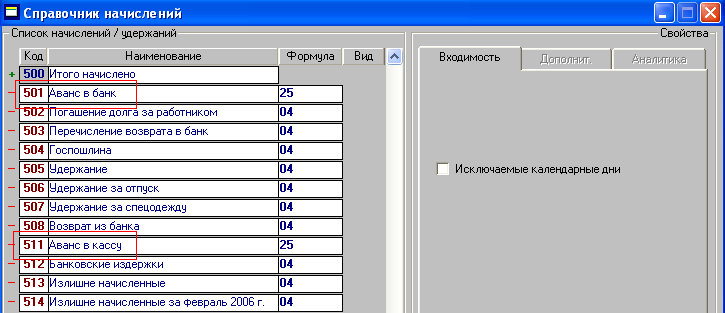 Справочник начислений
Список начислений / удержаний
Свойства
Код Наименование Формула Вид
Входимость Дополнит. Аналитика
+ 500 Итого начислено
– 501 Аванс в банк 25
– 502 Погашение долга за работником 04
– 503 Перечисление возврата в банк 04
– 504 Госпошлина 04
– 505 Удержание 04
– 506 Удержание за отпуск 04
– 507 Удержание за спецодежду 04
– 508 Возврат из банка 04
– 511 Аванс в кассу 25
– 512 Банковские издержки 04
– 513 Излишне начисленные 04
– 514 Излишне начисленные за февраль 2006 г. 04
Исключаемые календарные дни